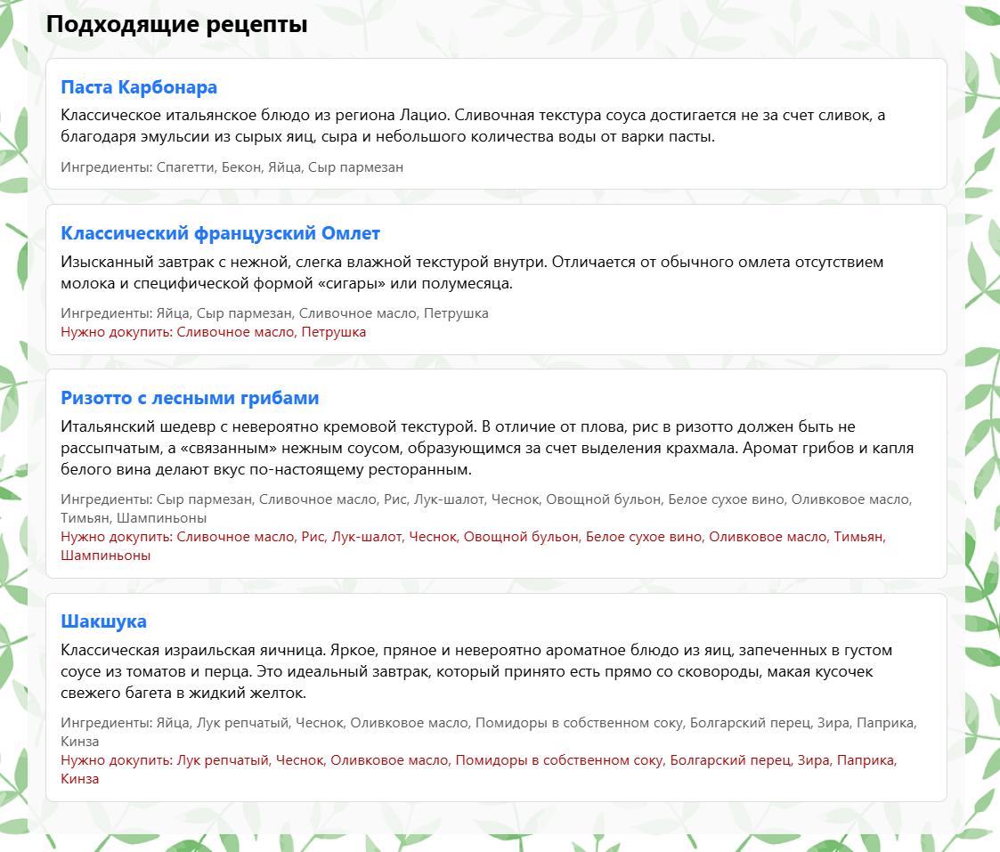 Подходящие рецепты
Паста Карбонара
Классическое итальянское блюдо из региона Лацио. Сливочная текстура соуса достигается не за счет сливок, а
благодаря эмульсии из сырых яиц, сыра и небольшого количества воды от варки пасты.
Ингредиенты: Спагетти, Бекон, Яйца, Сыр пармезан
Классический французский Омлет
Изысканный завтрак с нежной, слегка влажной текстурой внутри. Отличается от обычного омлета отсутствием
молока и специфической формой «сигары» или полумесяца.
Ингредиенты: Яйца, Сыр пармезан, Сливочное масло, Петрушка
Нужно докупить: Сливочное масло, Петрушка
Ризотто с лесными грибами
Итальянский шедевр с невероятно кремовой текстурой. В отличие от плова, рис в ризотто должен быть не
рассыпчатым, а «связанным» нежным соусом, образующимся за счет выделения крахмала. Аромат грибов и капля
белого вина делают вкус по-настоящему ресторанным.
Ингредиенты: Сыр пармезан, Сливочное масло, Рис, Лук-шалот, Чеснок, Овощной бульон, Белое сухое вино, Оливковое масло,
Тимьян, Шампиньоны
Нужно докупить: Сливочное масло, Рис, Лук-шалот, Чеснок, Овощной бульон, Белое сухое вино, Оливковое масло, Тимьян,
Шампиньоны
Шакшука
Классическая израильская яичница. Яркое, пряное и невероятно ароматное блюдо из яиц, запеченных в густом
соусе из томатов и перца. Это идеальный завтрак, который принято есть прямо со сковороды, макая кусочек
свежего багета в жидкий желток.
Ингредиенты: Яйца, Лук репчатый, Чеснок, Оливковое масло, Помидоры в собственном соку, Болгарский перец, Зира, Паприка,
Кинза
Нужно докупить: Лук репчатый, Чеснок, Оливковое масло, Помидоры в собственном соку, Болгарский перец, Зира, Паприка,
Кинза